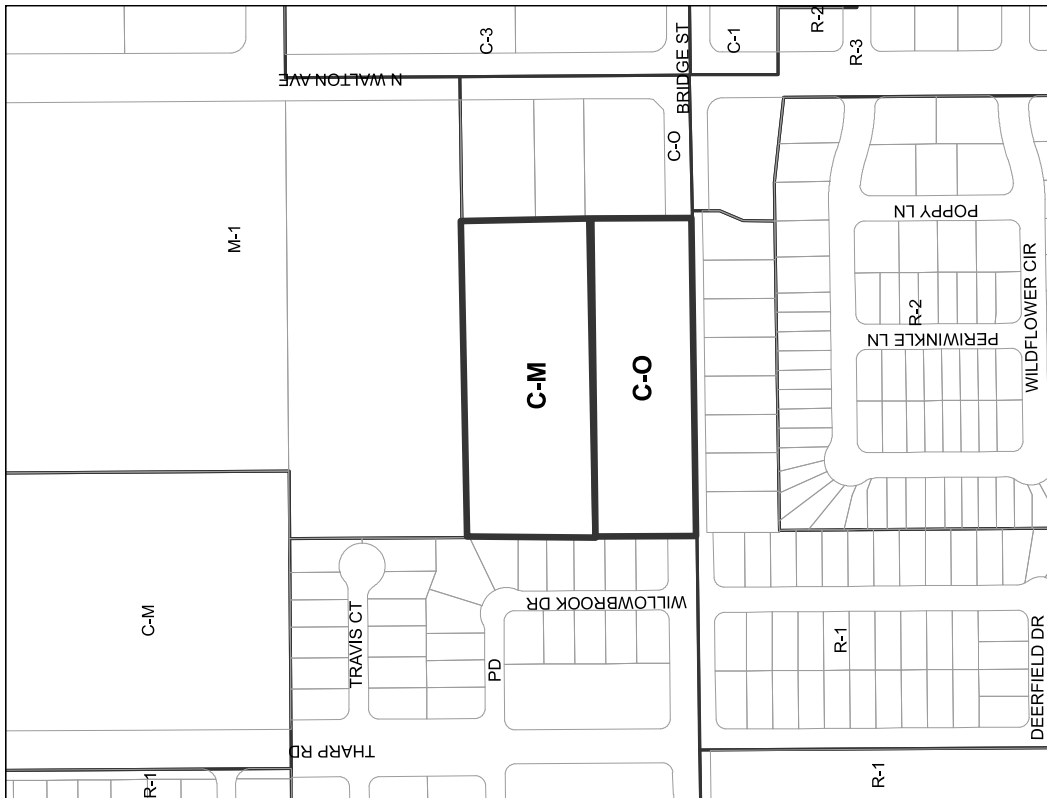 R-2
C-3
C-1
R-3
BRIDGE ST
N WALTON AVE
C-O
POPPY LN
M-1
WILDFLOWER CIR
R-2
PERIWINKLE LN
C-M
C-O
WILLOWBROOK DR
C-M
TRAVIS CT
R-1
PD
DEERFIELD DR
THARP RD
R-1
R-1